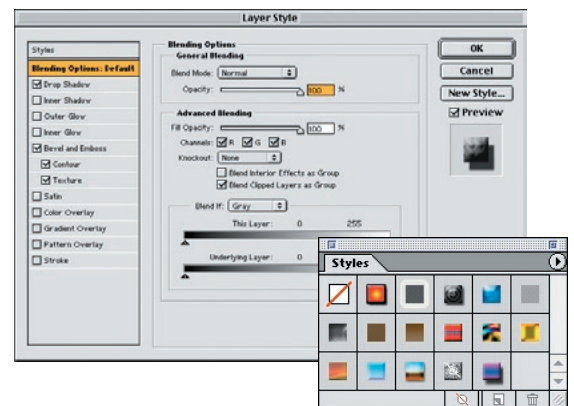 Layer Style
Styles
Blending Options: Default
Drop Shadow
Inner Shadow
Outer Glow
Inner Glow
Bevel and Emboss
Contour
Texture
Satin
Color Overlay
Gradient Overlay
Pattern Overlay
Stroke
Blending Options
General Blending
Blend Mode: Normal
Opacity: 100 %
Advanced Blending
Fill Opacity: 100 %
Channels: R G B
Knockout: None
Blend Interior Effects as Group
Blend Clipped Layers as Group
Blend If: Gray
This Layer: 0 255
Underlying Layer: 0
OK
Cancel
New Style...
Preview
Styles